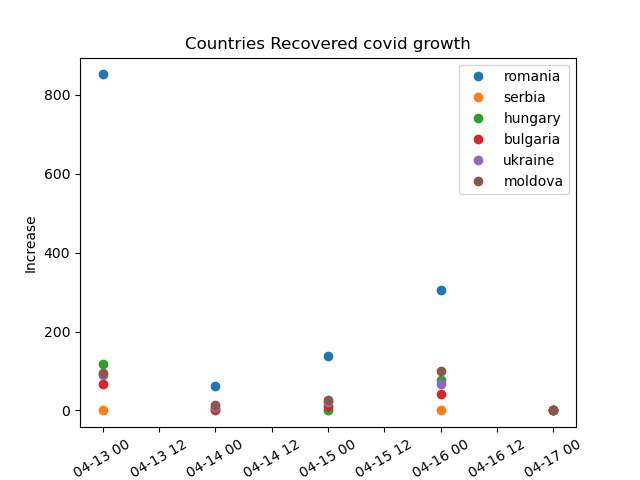 Countries Recovered covid growth
romania
serbia
hungary
bulgaria
ukraine
moldova
Increase
800
600
400
200
0
04-13 00
04-13 12
04-14 00
04-14 12
04-15 00
04-15 12
04-16 00
04-16 12
04-17 00